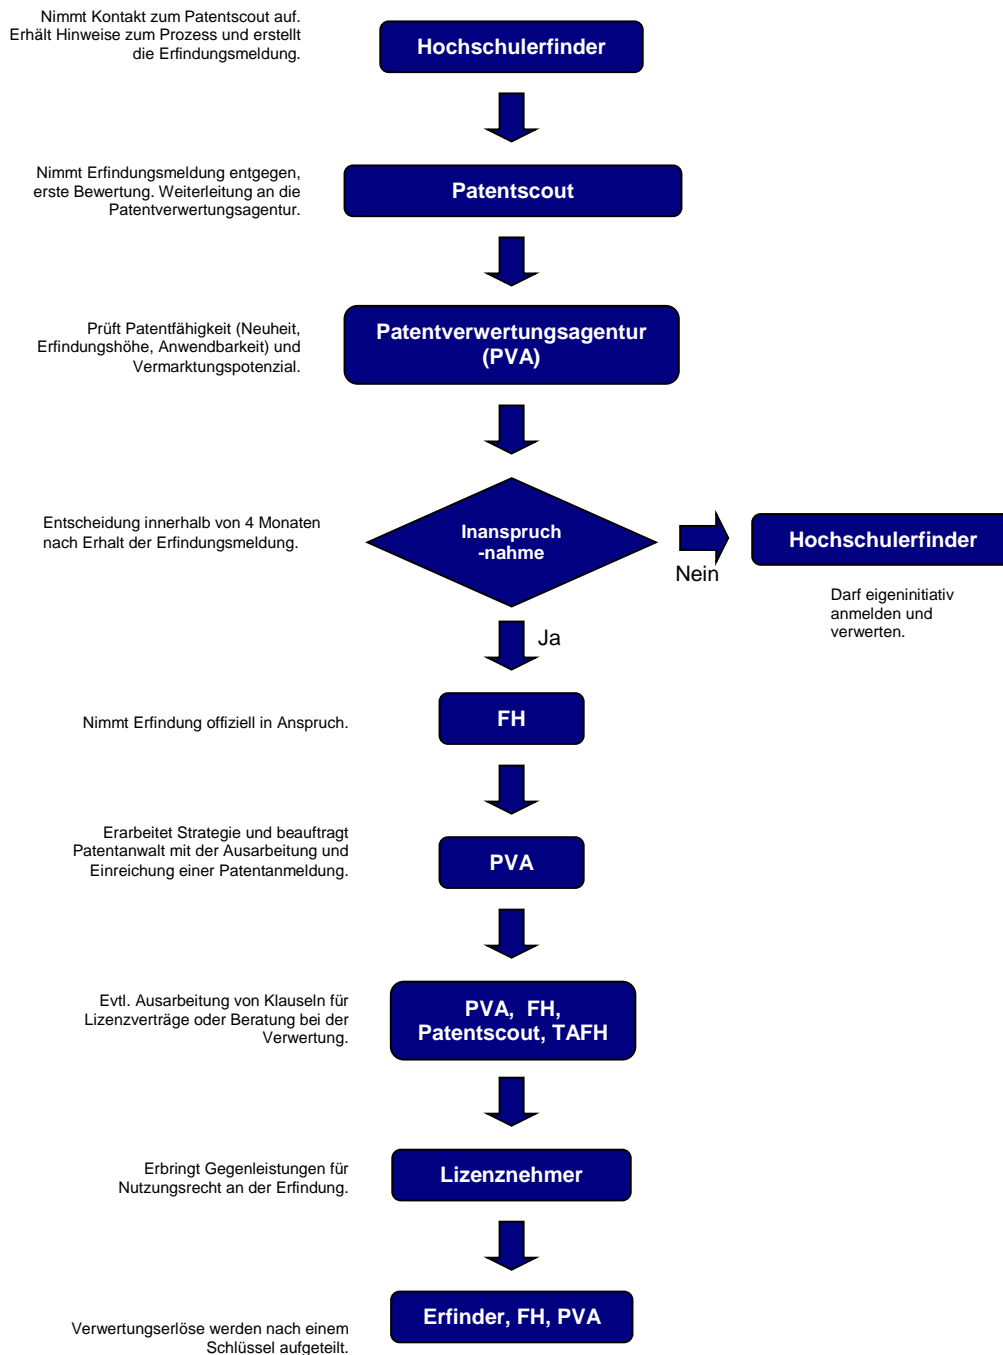 Nimmt Kontakt zum Patentscout auf.
Erhält Hinweise zum Prozess und erstellt
die Erfindungsmeldung.
Hochschulerfinder
Nimmt Erfindungsmeldung entgegen,
erste Bewertung. Weiterleitung an die
Patentverwertungsagentur.
Patentscout
Prüft Patentfähigkeit (Neuheit,
Erfindungshöhe, Anwendbarkeit) und
Vermarktungspotenzial.
Patentverwertungsagentur
(PVA)
Entscheidung innerhalb von 4 Monaten
nach Erhalt der Erfindungsmeldung.
Inanspruch
-nahme
Nein
Hochschulerfinder
Darf eigeninitiativ
anmelden und
verwerten.
Ja
Nimmt Erfindung offiziell in Anspruch.
FH
Erarbeitet Strategie und beauftragt
Patentanwalt mit der Ausarbeitung und
Einreichung einer Patentanmeldung.
PVA
Evtl. Ausarbeitung von Klauseln für
Lizenzverträge oder Beratung bei der
Verwertung.
PVA, FH,
Patentscout, TAFH
Erbringt Gegenleistungen für
Nutzungsrecht an der Erfindung.
Lizenznehmer
Verwertungserlöse werden nach einem
Schlüssel aufgeteilt.
Erfinder, FH, PVA